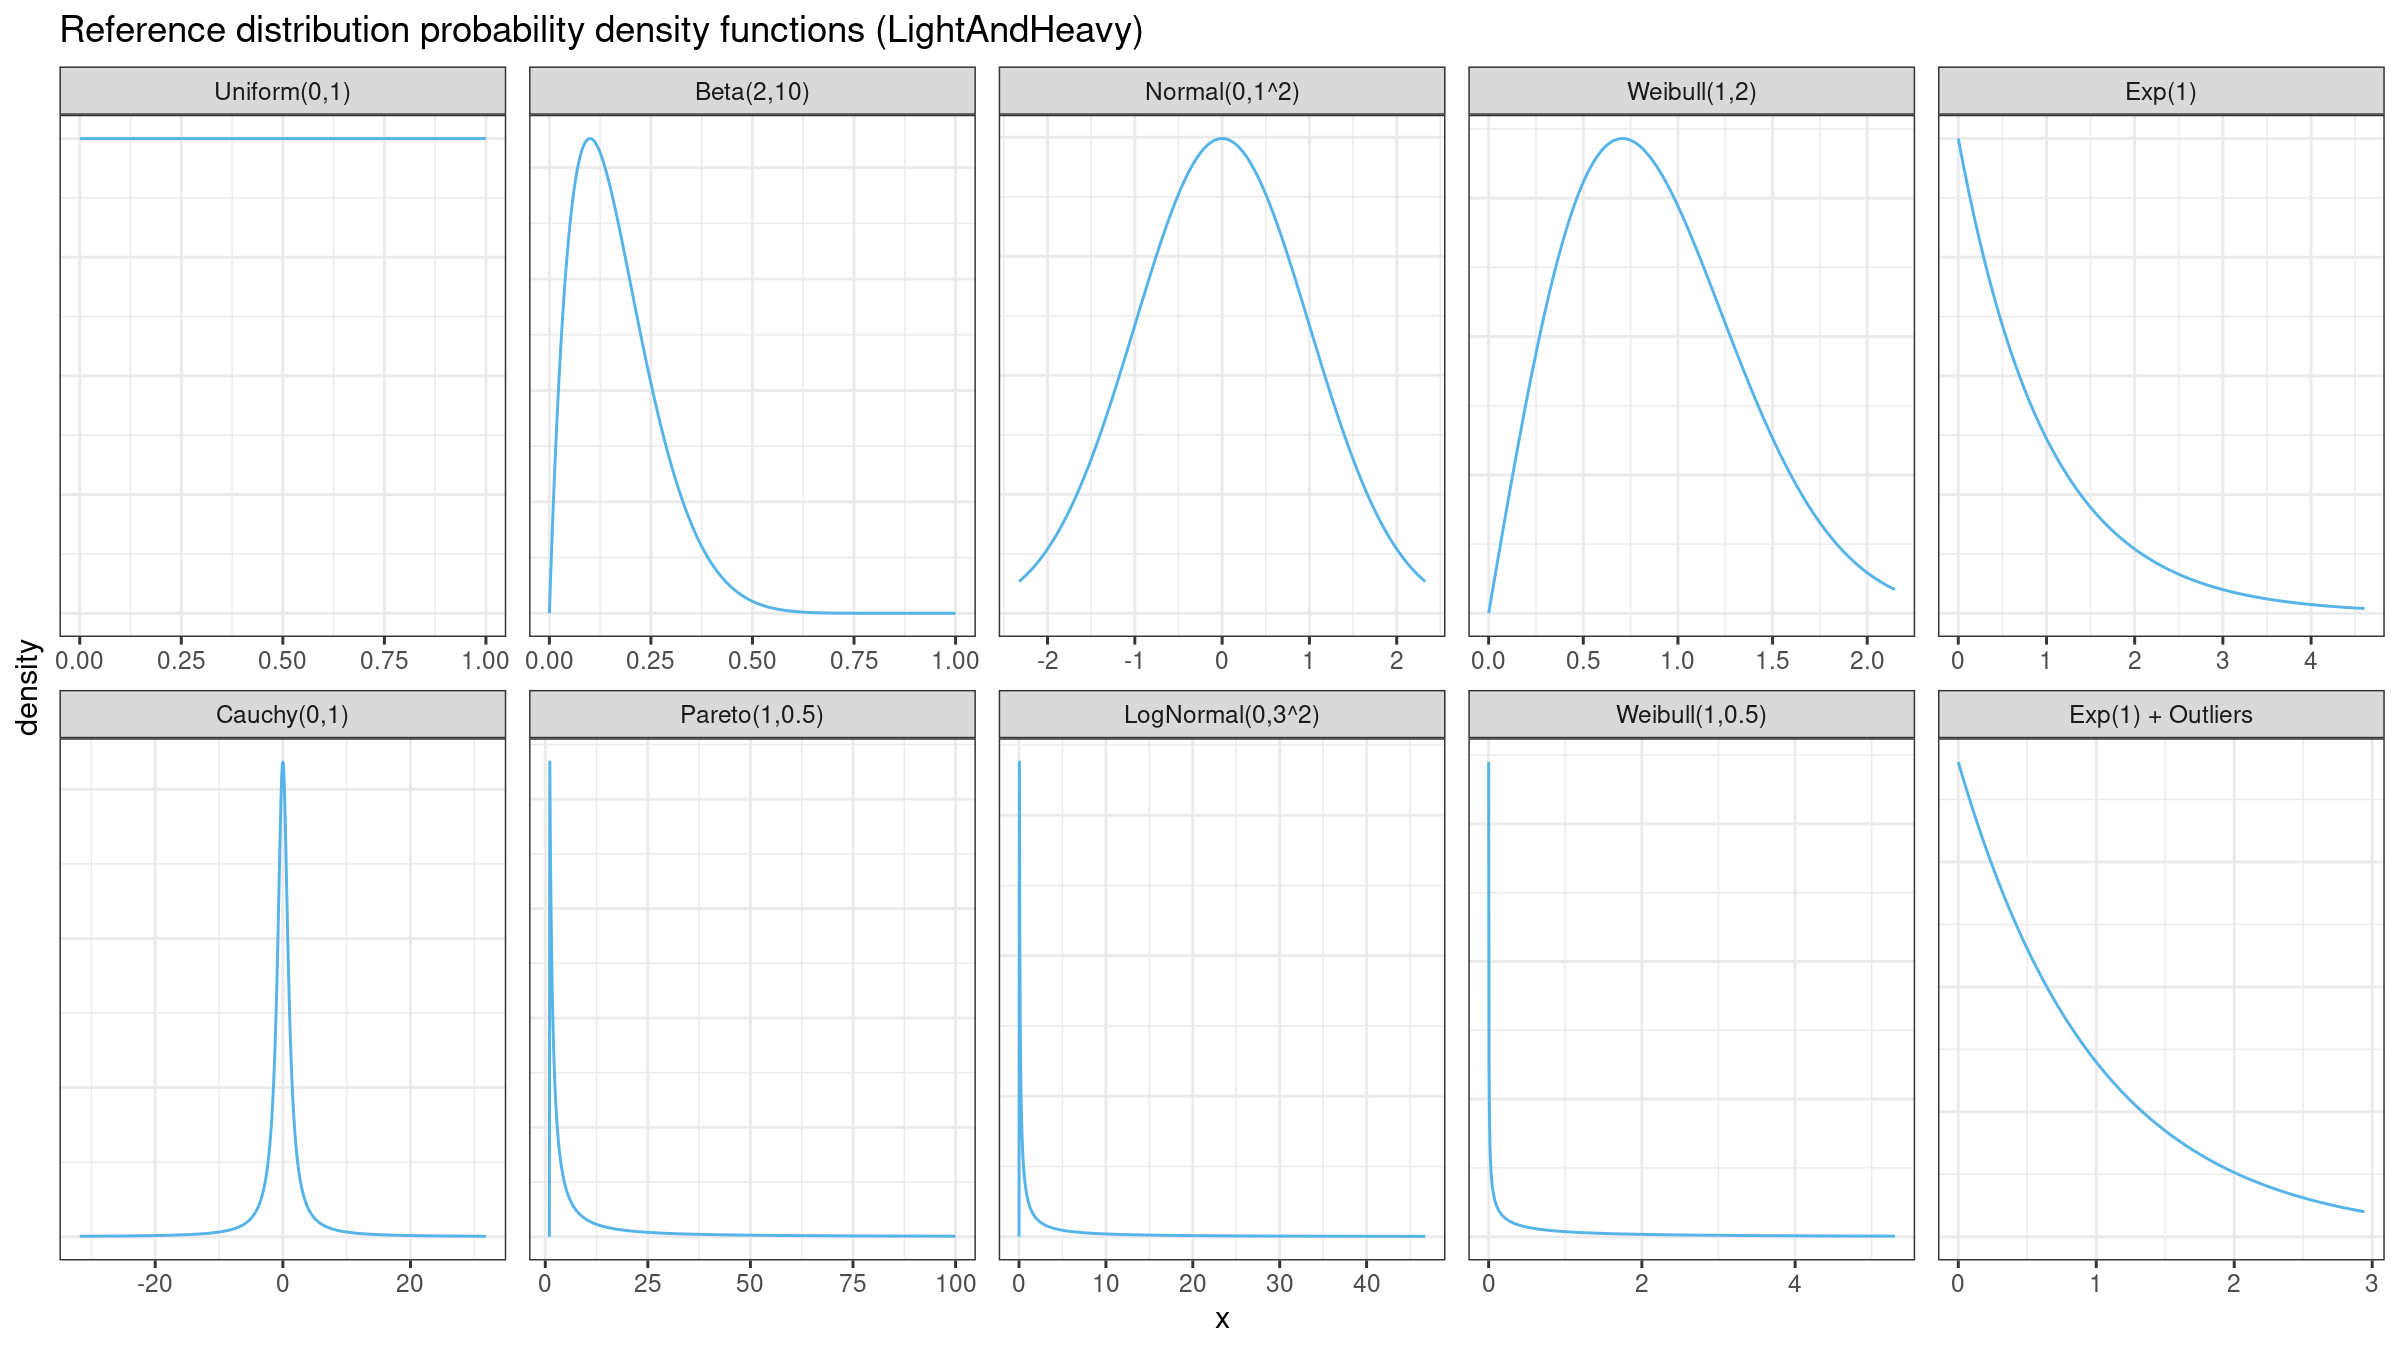 Reference distribution probability density functions (LightAndHeavy)
Uniform(0,1) Beta(2,10) Normal(0,1^2) Weibull(1,2) Exp(1)
0.00 0.25 0.50 0.75 1.00 0.00 0.25 0.50 0.75 1.00 -2 -1 0 1 2 0.0 0.5 1.0 1.5 2.0 0 1 2 3 4
density
Cauchy(0,1) Pareto(1,0.5) LogNormal(0,3^2) Weibull(1,0.5) Exp(1) + Outliers
-20 0 20 0 25 50 75 100 0 10 20 30 40 0 2 4 0 1 2 3
x